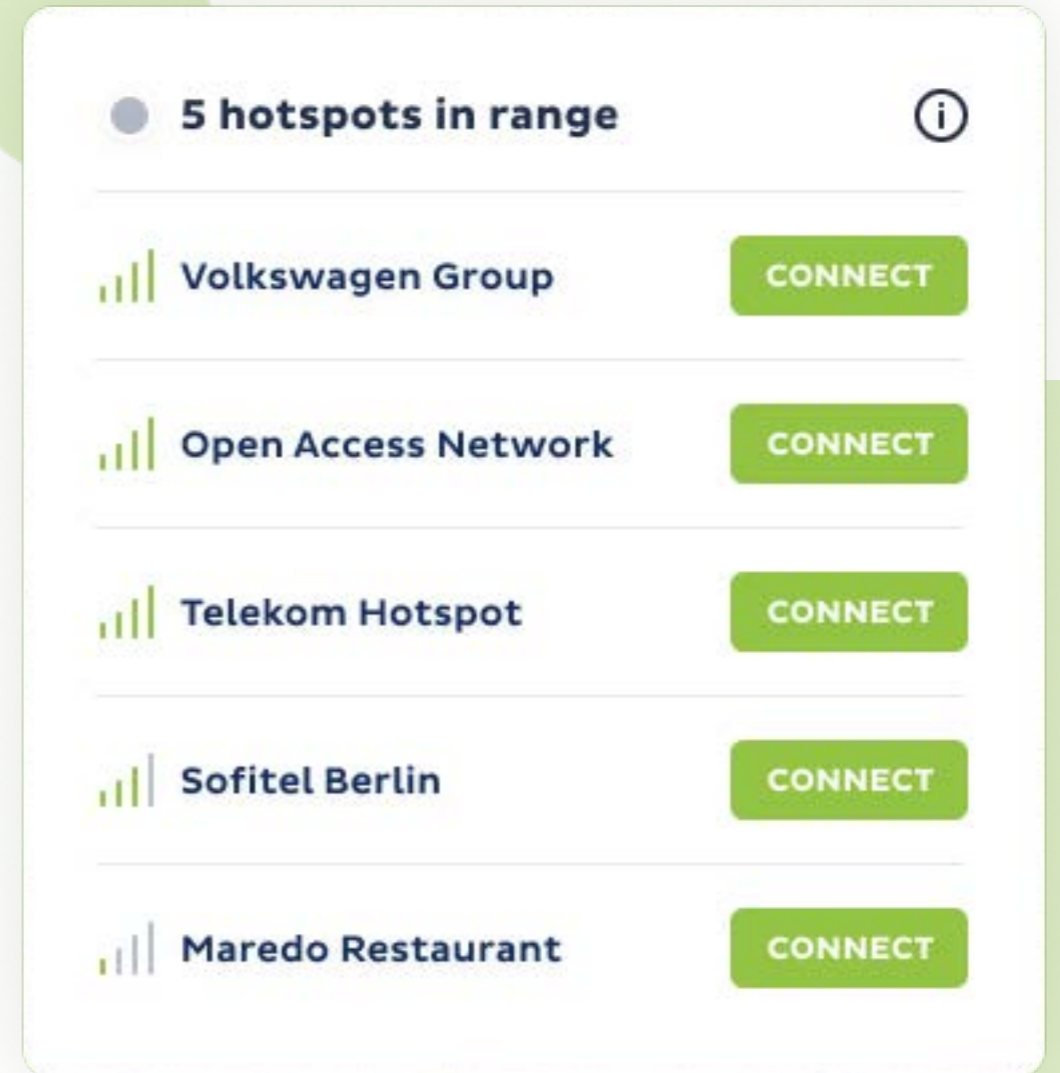 5 hotspots in range
Volkswagen Group CONNECT
Open Access Network CONNECT
Telekom Hotspot CONNECT
Sofitel Berlin CONNECT
Maredo Restaurant CONNECT